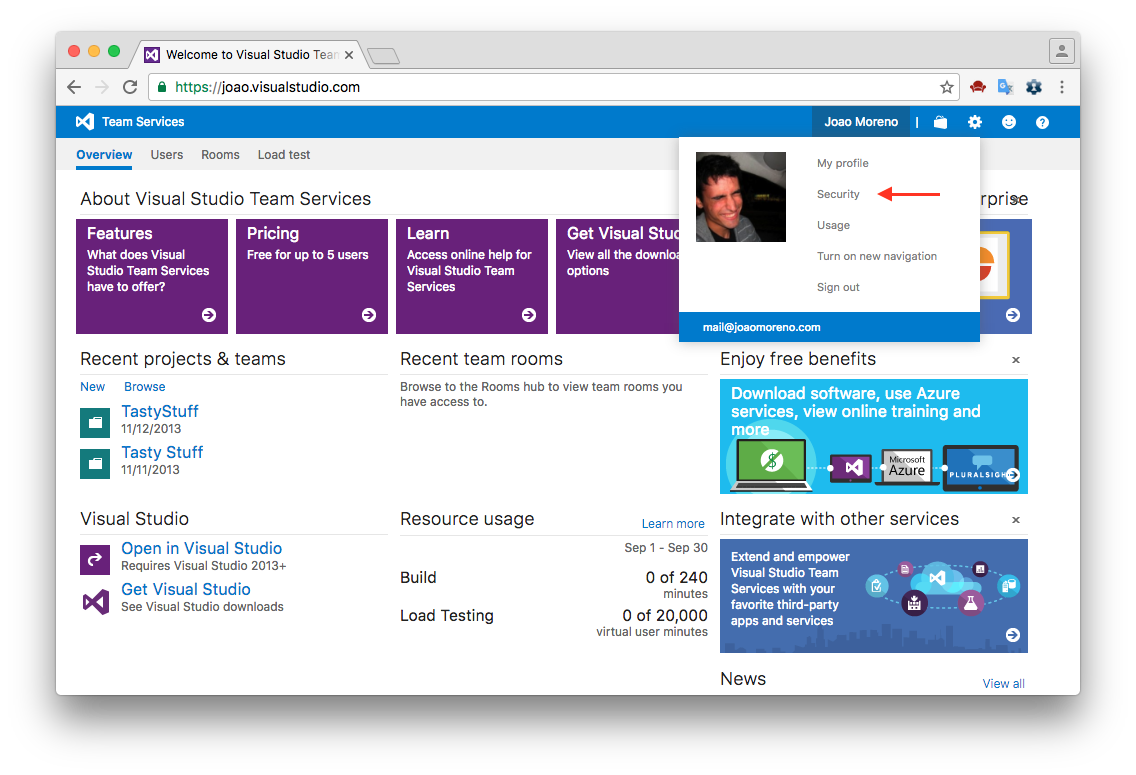 Welcome to Visual Studio Tean
https://joao.visualstudio.com
Team Services
Joao Moreno
Overview
Users
Rooms
Load test
My profile
Security
Usage
Turn on new navigation
Sign out
mail@joaomoreno.com
About Visual Studio Team Services
rprise
Features
What does Visual
Studio Team Services
have to offer?
Pricing
Free for up to 5 users
Learn
Access online help for
Visual Studio Team
Services
Get Visual Stud
View all the downloa
options
Recent projects & teams
New
Browse
TastyStuff
11/12/2013
Tasty Stuff
11/11/2013
Recent team rooms
Browse to the Rooms hub to view team rooms you
have access to.
Enjoy free benefits
Download software, use Azure
services, view online training and
more
Microsoft
Azure
PLURALSIGH
Visual Studio
Open in Visual Studio
Requires Visual Studio 2013+
Get Visual Studio
See Visual Studio downloads
Resource usage
Learn more
Sep 1 - Sep 30
Build
0 of 240
minutes
Load Testing
0 of 20,000
virtual user minutes
Integrate with other services
Extend and empower
Visual Studio Team
Services with your
favorite third-party
apps and services
News
View all